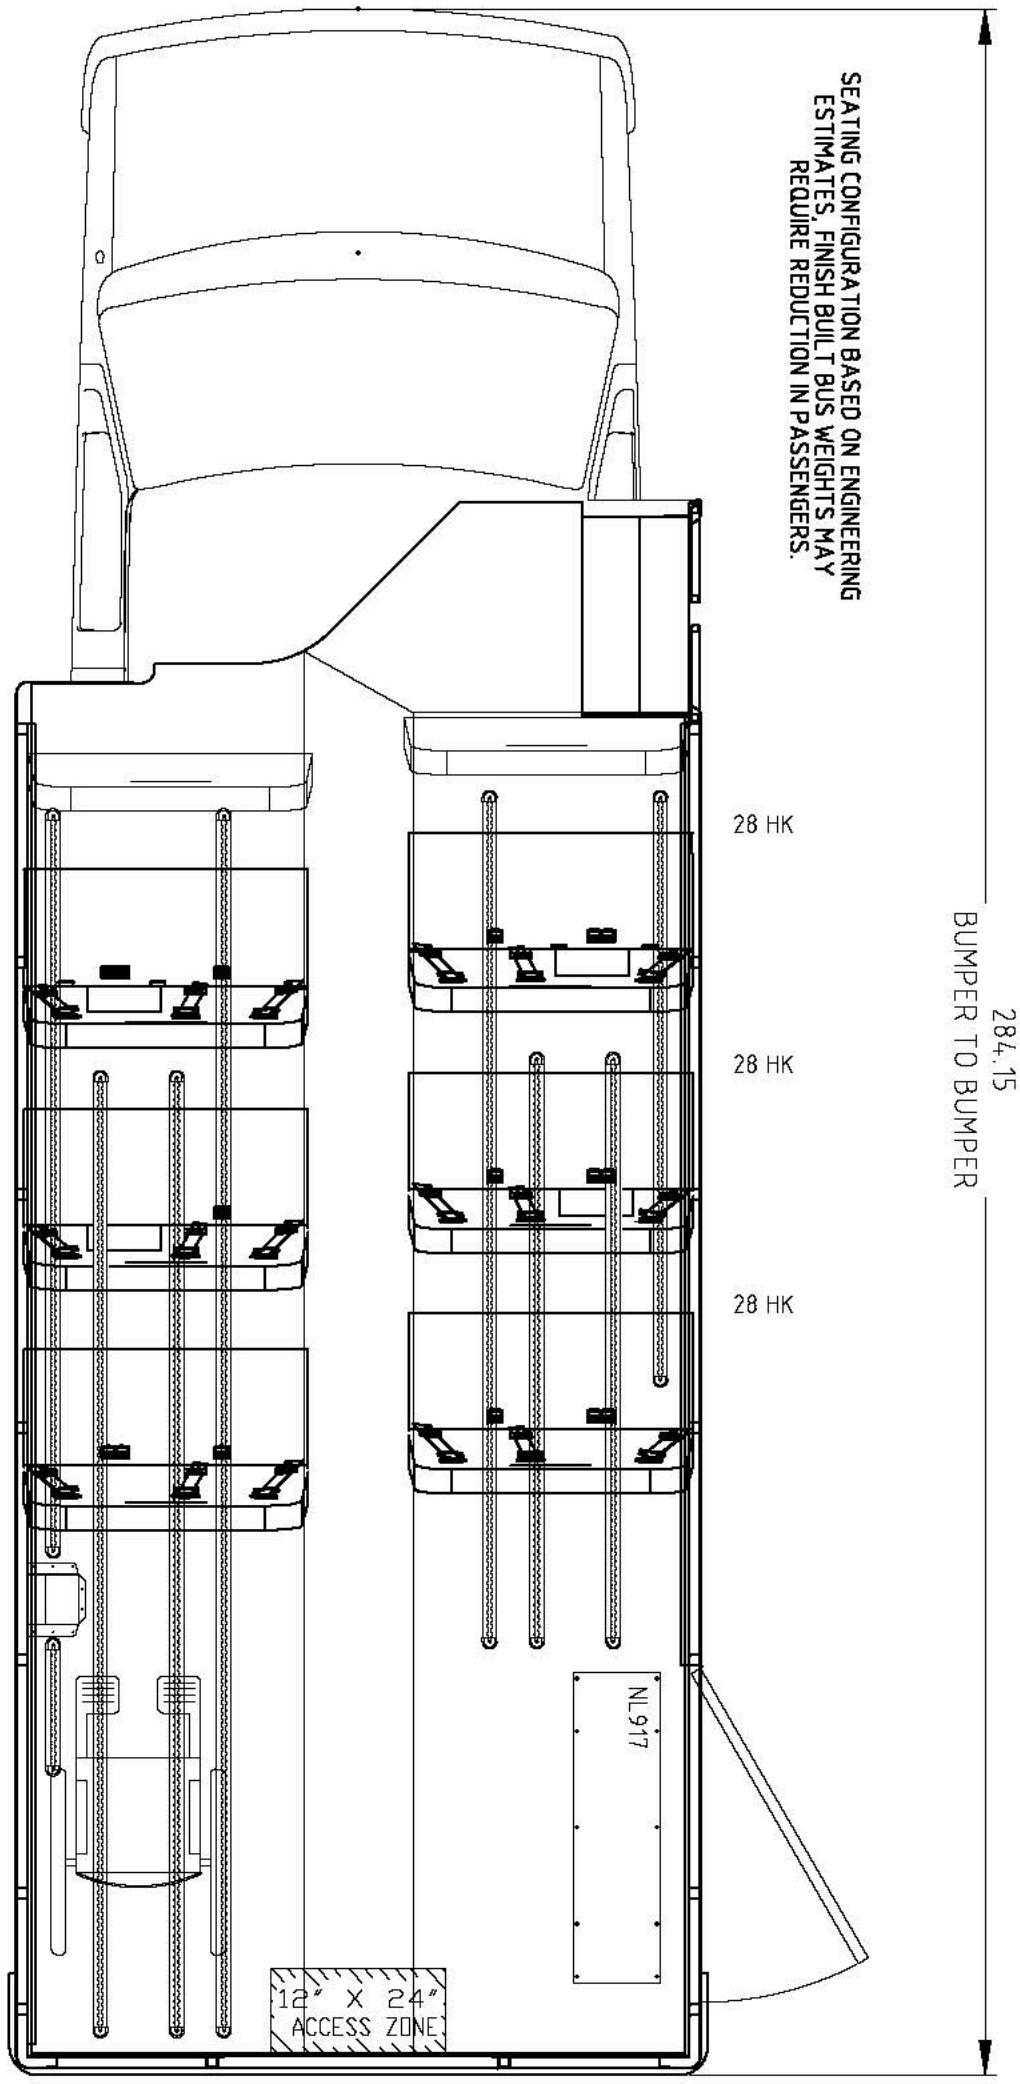 SEATING CONFIGURATION BASED ON ENGINEERING
ESTIMATES, FINISH BUILT BUS WEIGHTS MAY
REQUIRE REDUCTION IN PASSENGERS.
28 HK
284.15
BUMPER TO BUMPER
28 HK
28 HK
NL917
12" X 24"
ACCESS ZONE